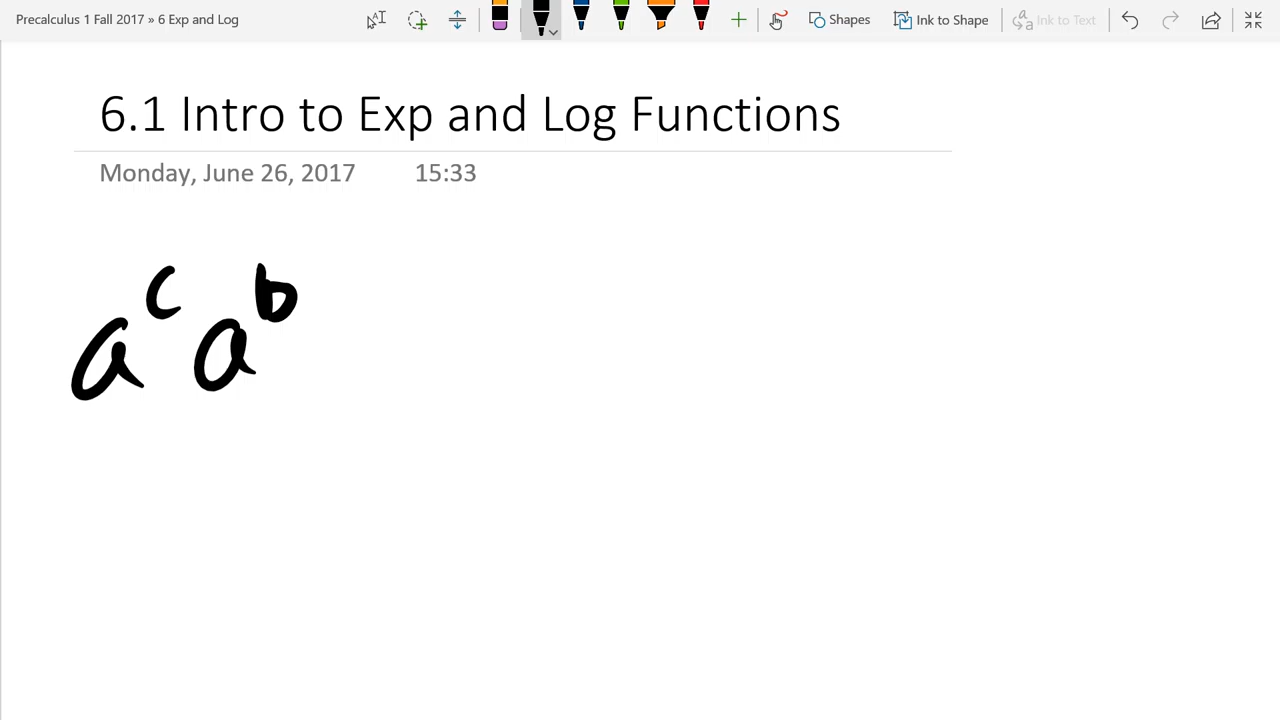 Precalculus 1 Fall 2017 » 6 Exp and Log Shapes Ink to Shape Ink to Text
6.1 Intro to Exp and Log Functions
Monday, June 26, 2017 15:33
a^c a^b